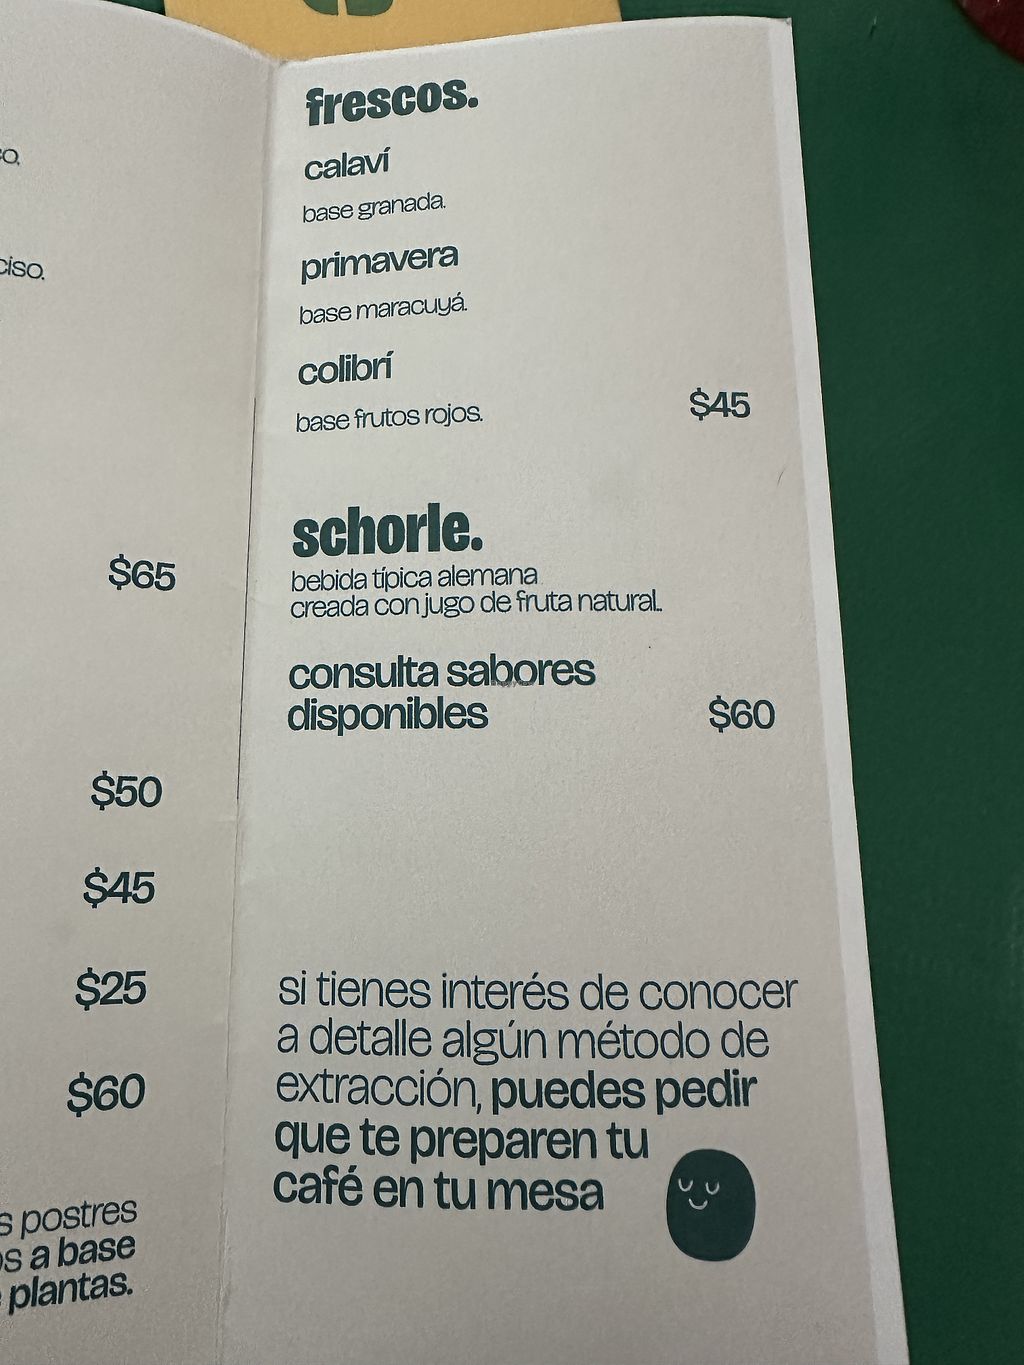 $65
$50
$45
$25
$60
postres
a base
plantas.
frescos.
calaví
base granada.
primavera
base maracuyá.
colibrí
base frutos rojos.
$45
schorle.
bebida típica alemana
creada con jugo de fruta natural.
consulta sabores
disponibles
$60
si tienes interés de conocer
a detalle algún método de
extracción, puedes pedir
que te preparen tu
café en tu mesa